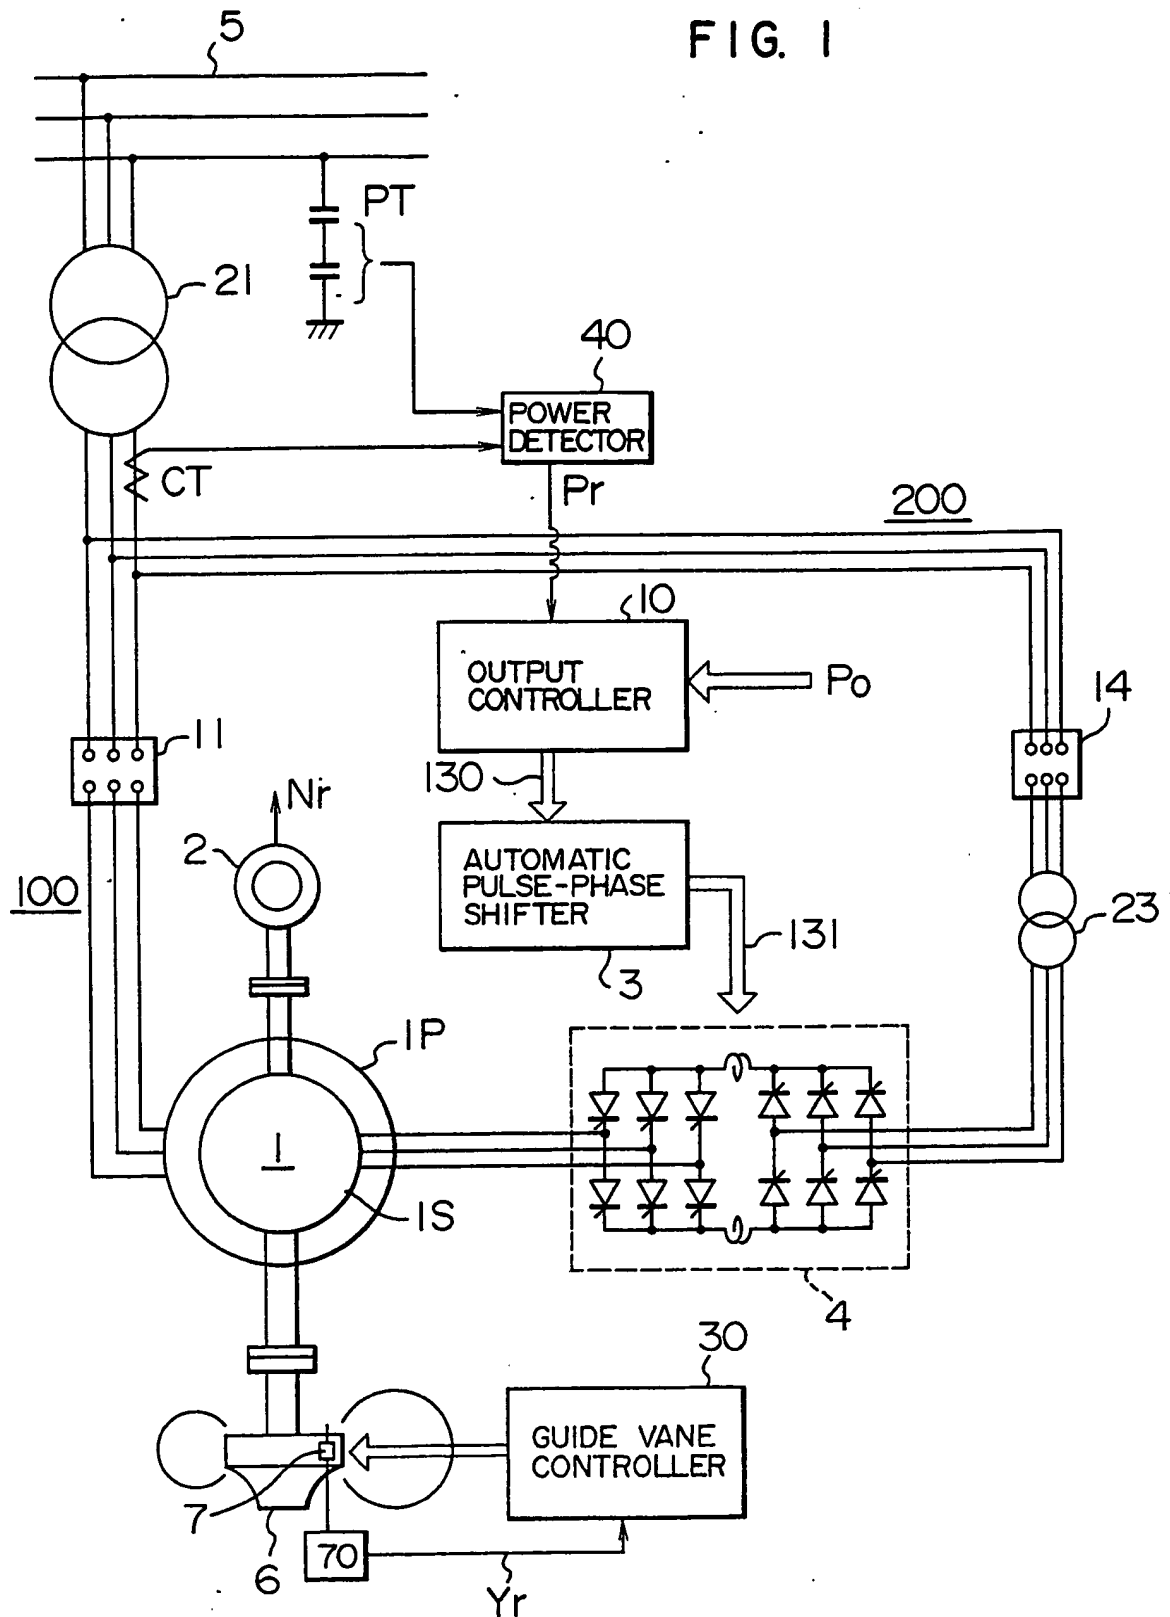 FIG. 1
5
PT
21
40
POWER
DETECTOR
CT
Pr
200
10
OUTPUT
CONTROLLER
Po
14
11
130
Nr
2
AUTOMATIC
PULSE-PHASE
SHIFTER
100
23
131
3
1P
1
1S
4
30
GUIDE VANE
CONTROLLER
7
6
70
Yr